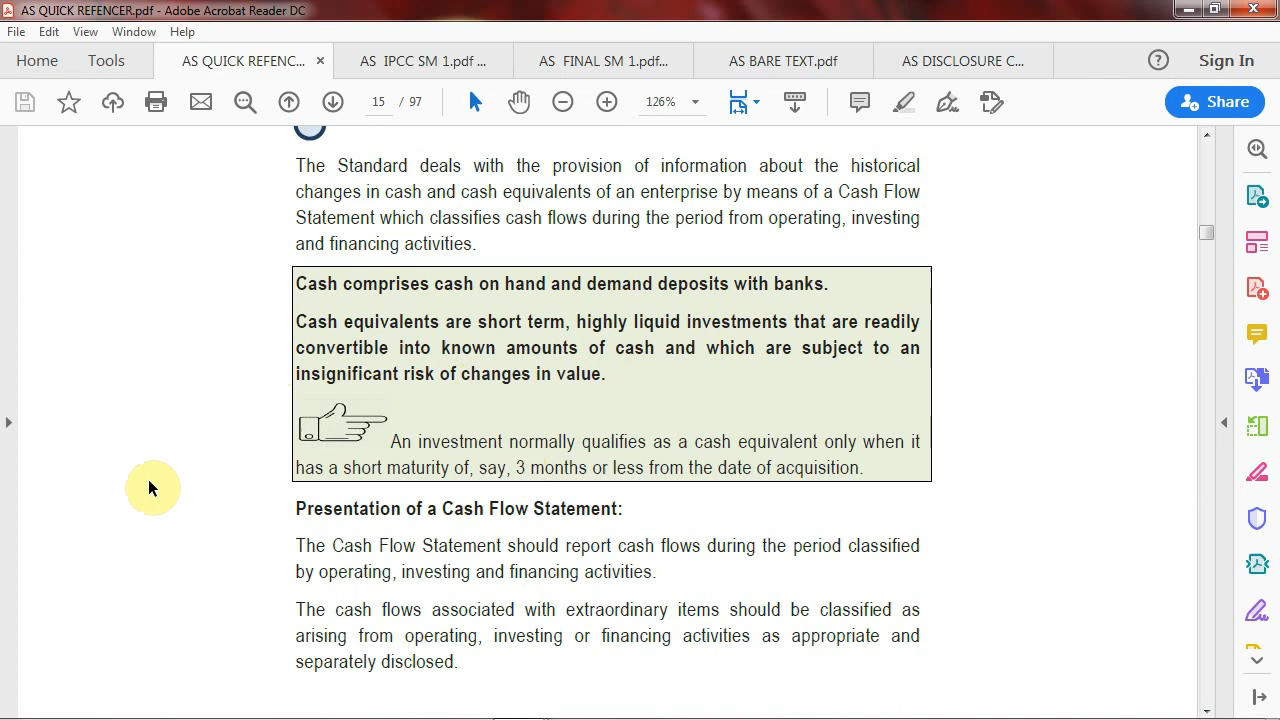 AS QUICK REFENCER.pdf - Adobe Acrobat Reader DC
File Edit View Window Help
Home Tools AS QUICK REFENC... × AS IPCC SM 1.pdf ... AS FINAL SM 1.pdf... AS BARE TEXT.pdf AS DISCLOSURE C... Sign In
15 / 97 126% Share
The Standard deals with the provision of information about the historical
changes in cash and cash equivalents of an enterprise by means of a Cash Flow
Statement which classifies cash flows during the period from operating, investing
and financing activities.
Cash comprises cash on hand and demand deposits with banks.
Cash equivalents are short term, highly liquid investments that are readily
convertible into known amounts of cash and which are subject to an
insignificant risk of changes in value.
An investment normally qualifies as a cash equivalent only when it
has a short maturity of, say, 3 months or less from the date of acquisition.
Presentation of a Cash Flow Statement:
The Cash Flow Statement should report cash flows during the period classified
by operating, investing and financing activities.
The cash flows associated with extraordinary items should be classified as
arising from operating, investing or financing activities as appropriate and
separately disclosed.